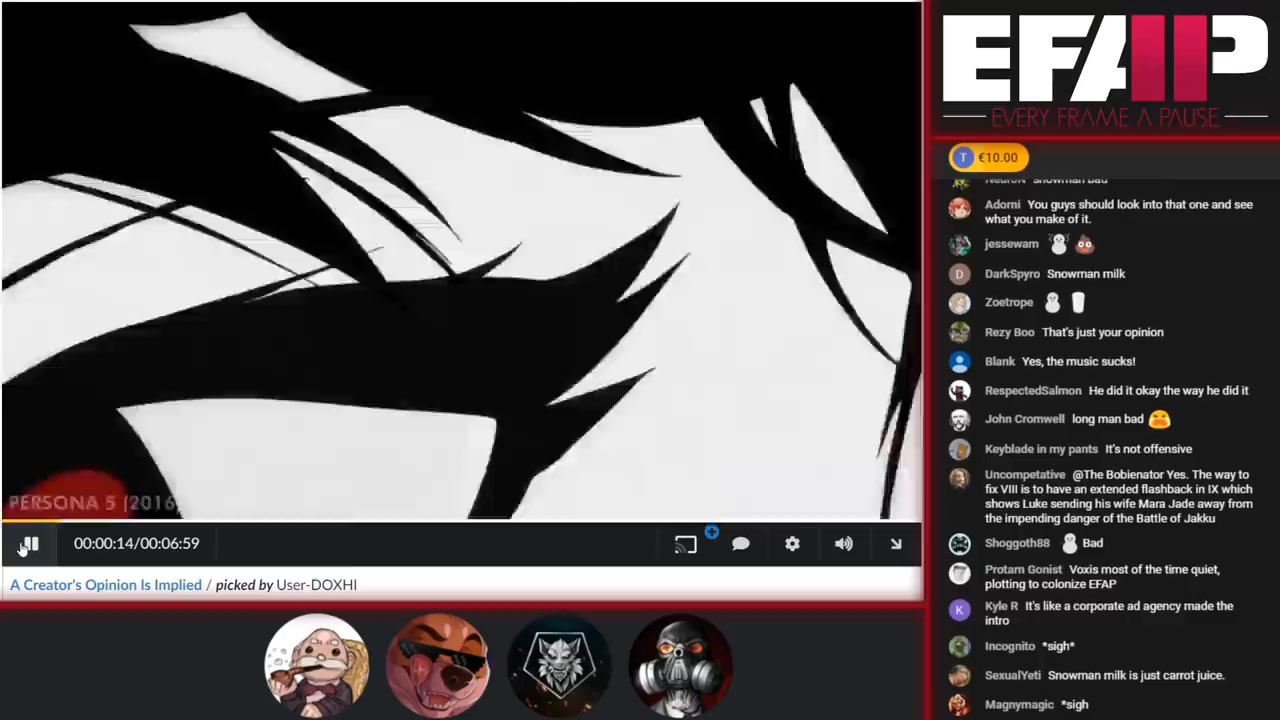 EFAP
EVERY FRAME A PAUSE
T €10.00
NeuroN snowman bad
Adorni You guys should look into that one and see
what you make of it.
jessewam
D DarkSpyro Snowman milk
Zoetrope
Rezy Boo That's just your opinion
Blank Yes, the music sucks!
RespectedSalmon He did it okay the way he did it
John Cromwell long man bad
Keyblade in my pants It's not offensive
Uncompetative @The Bobienator Yes. The way to
fix VIII is to have an extended flashback in IX which
shows Luke sending his wife Mara Jade away from
the impending danger of the Battle of Jakku
Shoggoth88 Bad
Protam Gonist Voxis most of the time quiet,
plotting to colonize EFAP
K Kyle R It's like a corporate ad agency made the
intro
Incognito *sigh*
SexualYeti Snowman milk is just carrot juice.
Magnymagic *sigh
PERSONA 5 (2016)
00:00:14/00:06:59
A Creator's Opinion Is Implied / picked by User-DOXHI